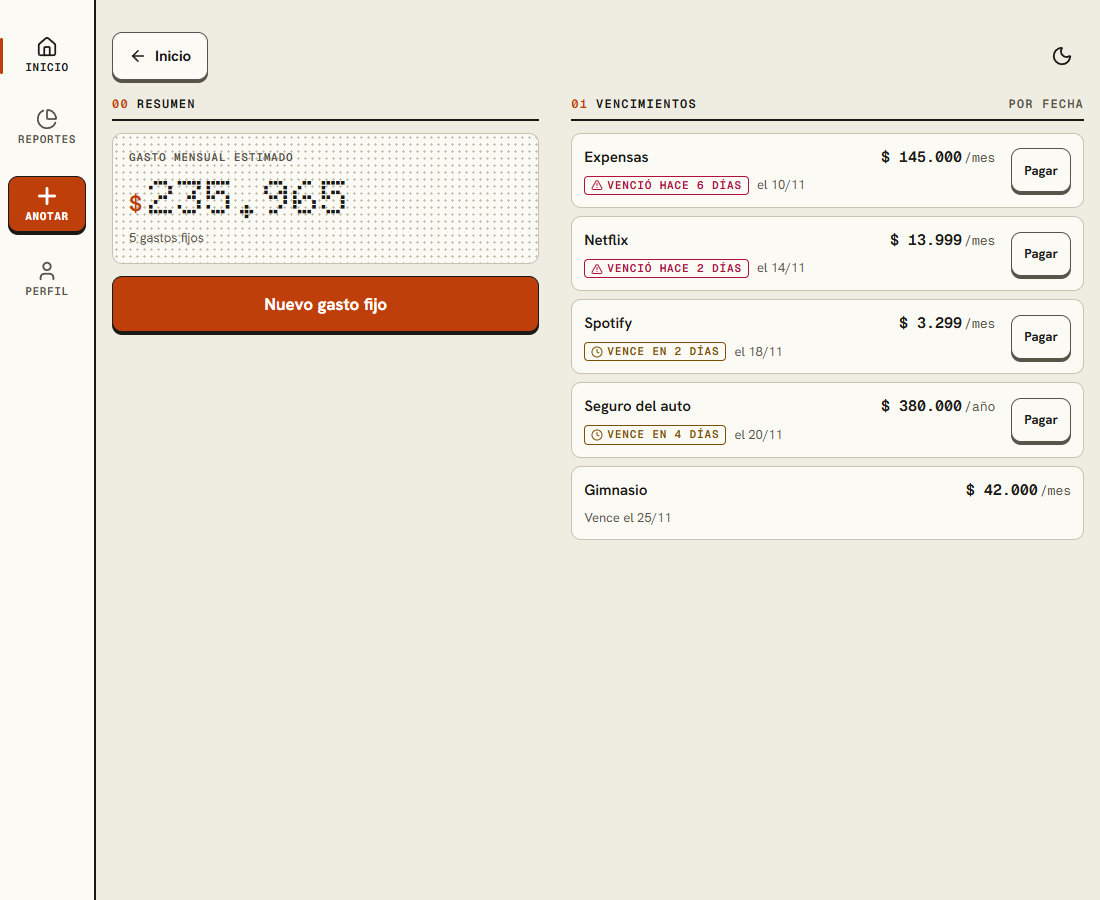 INICIO
REPORTES
ANOTAR
PERFIL
Inicio
00 RESUMEN
GASTO MENSUAL ESTIMADO
$235,965
5 gastos fijos
Nuevo gasto fijo
01 VENCIMIENTOS
POR FECHA
Expensas
$ 145.000/mes
VENCIÓ HACE 6 DÍAS el 10/11
Pagar
Netflix
$ 13.999/mes
VENCIÓ HACE 2 DÍAS el 14/11
Pagar
Spotify
$ 3.299/mes
VENCE EN 2 DÍAS el 18/11
Pagar
Seguro del auto
$ 380.000/año
VENCE EN 4 DÍAS el 20/11
Pagar
Gimnasio
$ 42.000/mes
Vence el 25/11